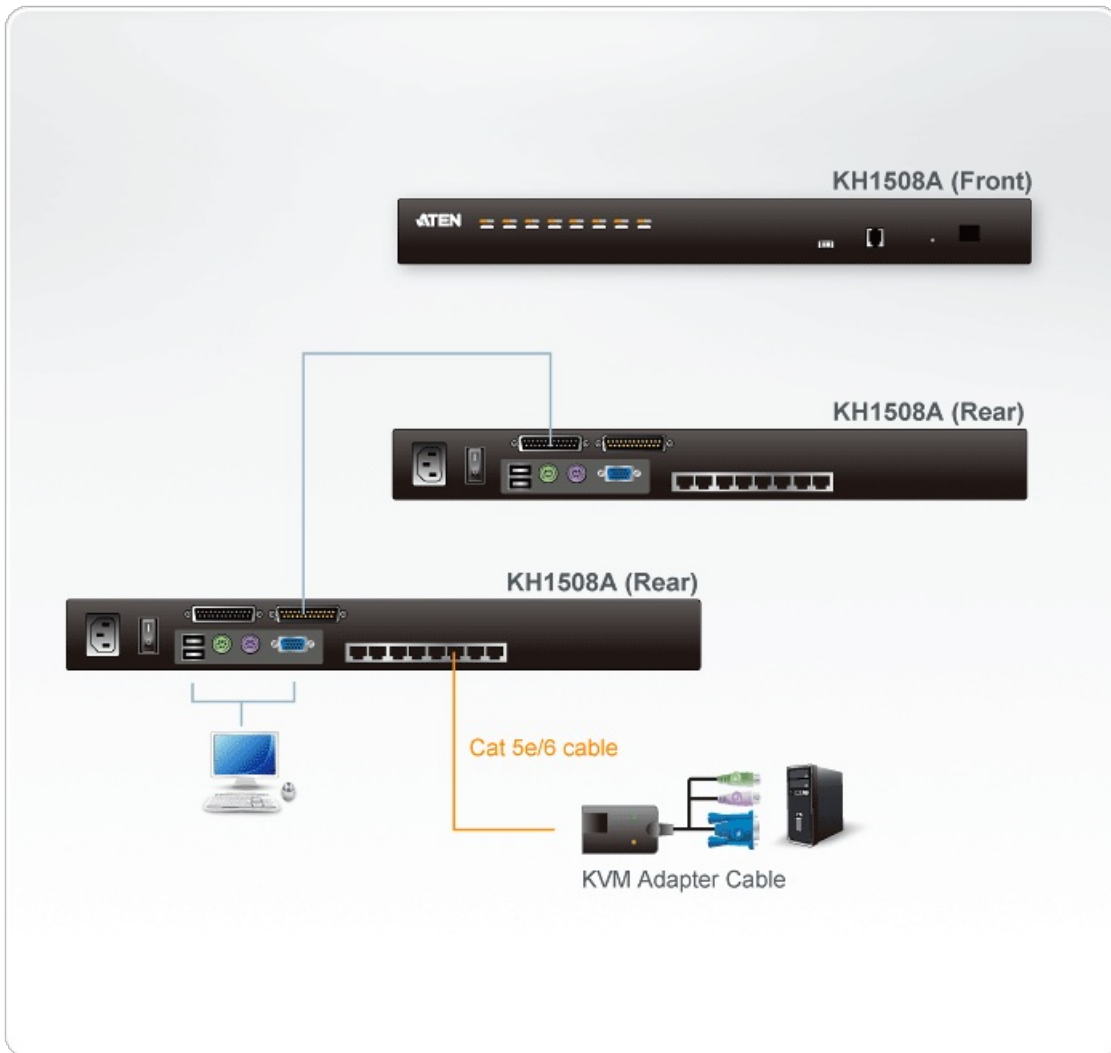 KH1508A (Front)
ATEN
KH1508A (Rear)
KH1508A (Rear)
Cat 5e/6 cable
KVM Adapter Cable